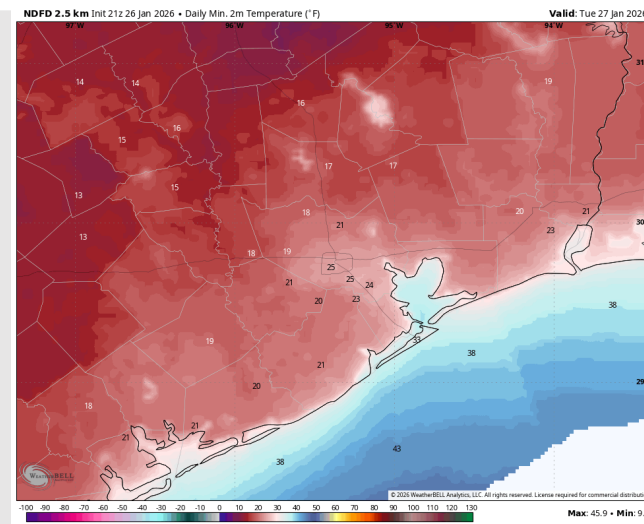 NDFD 2.5 km Init 21z 26 Jan 2026 • Daily Min. 2m Temperature (°F)
Valid: Tue 27 Jan 2026
97°W 96°W 95°W 94°W
31
14 14 16 19
16
15
17 17
15
13 18 20 21
21 30
13 23
18 19
25
21 25 24
20 23 38
33
19 38
21 29
20
18
21
21
43
38
WeatherBELL
© 2026 WeatherBELL Analytics, LLC. All rights reserved. License required for commercial distribut
-100 -90 -80 -70 -60 -50 -40 -30 -20 -10 0 10 20 30 40 50 60 70 80 90 100 110 120 130
Max: 45.9 • Min: 9